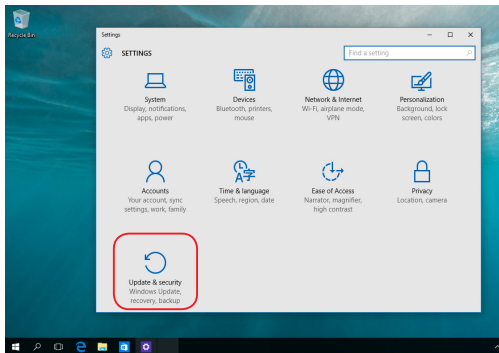 Recycle Bin
Settings
SETTINGS
Find a setting
System
Display, notifications,
apps, power
Devices
Bluetooth, printers,
mouse
Network & Internet
Wi-Fi, airplane mode,
VPN
Personalization
Background, lock
screen, colors
Accounts
Your account, sync
settings, work, family
Time & language
Speech, region, date
Ease of Access
Narrator, magnifier,
high contrast
Privacy
Location, camera
Update & security
Windows Update,
recovery, backup